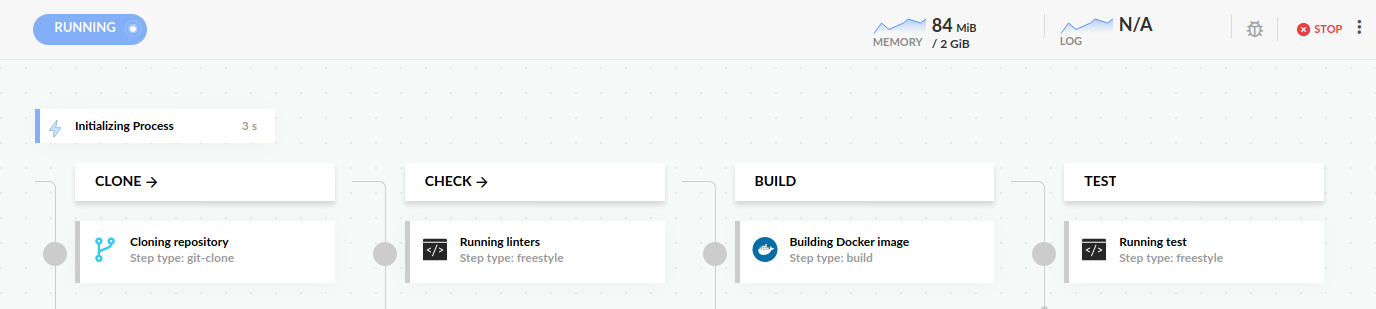 RUNNING
84 MiB
MEMORY / 2 GiB
N/A
LOG
STOP
Initializing Process 3 s
CLONE →
CHECK →
BUILD
TEST
Cloning repository
Step type: git-clone
</> Running linters
Step type: freestyle
Building Docker image
Step type: build
</> Running test
Step type: freestyle